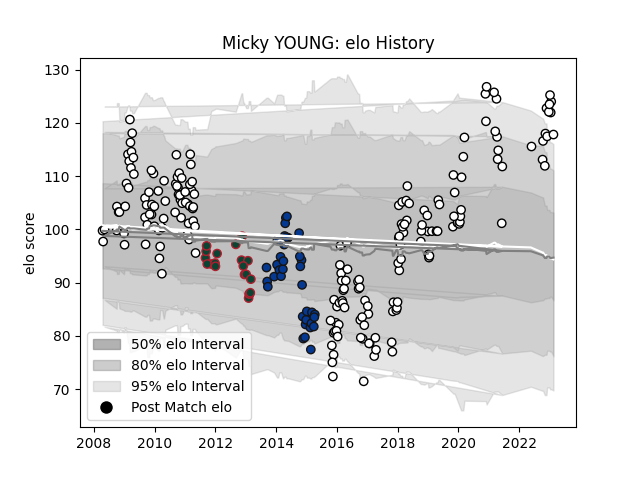 Micky YOUNG: elo History
elo score
130
120
110
100
90
80
70
50% elo Interval
80% elo Interval
95% elo Interval
Post Match elo
2008 2010 2012 2014 2016 2018 2020 2022